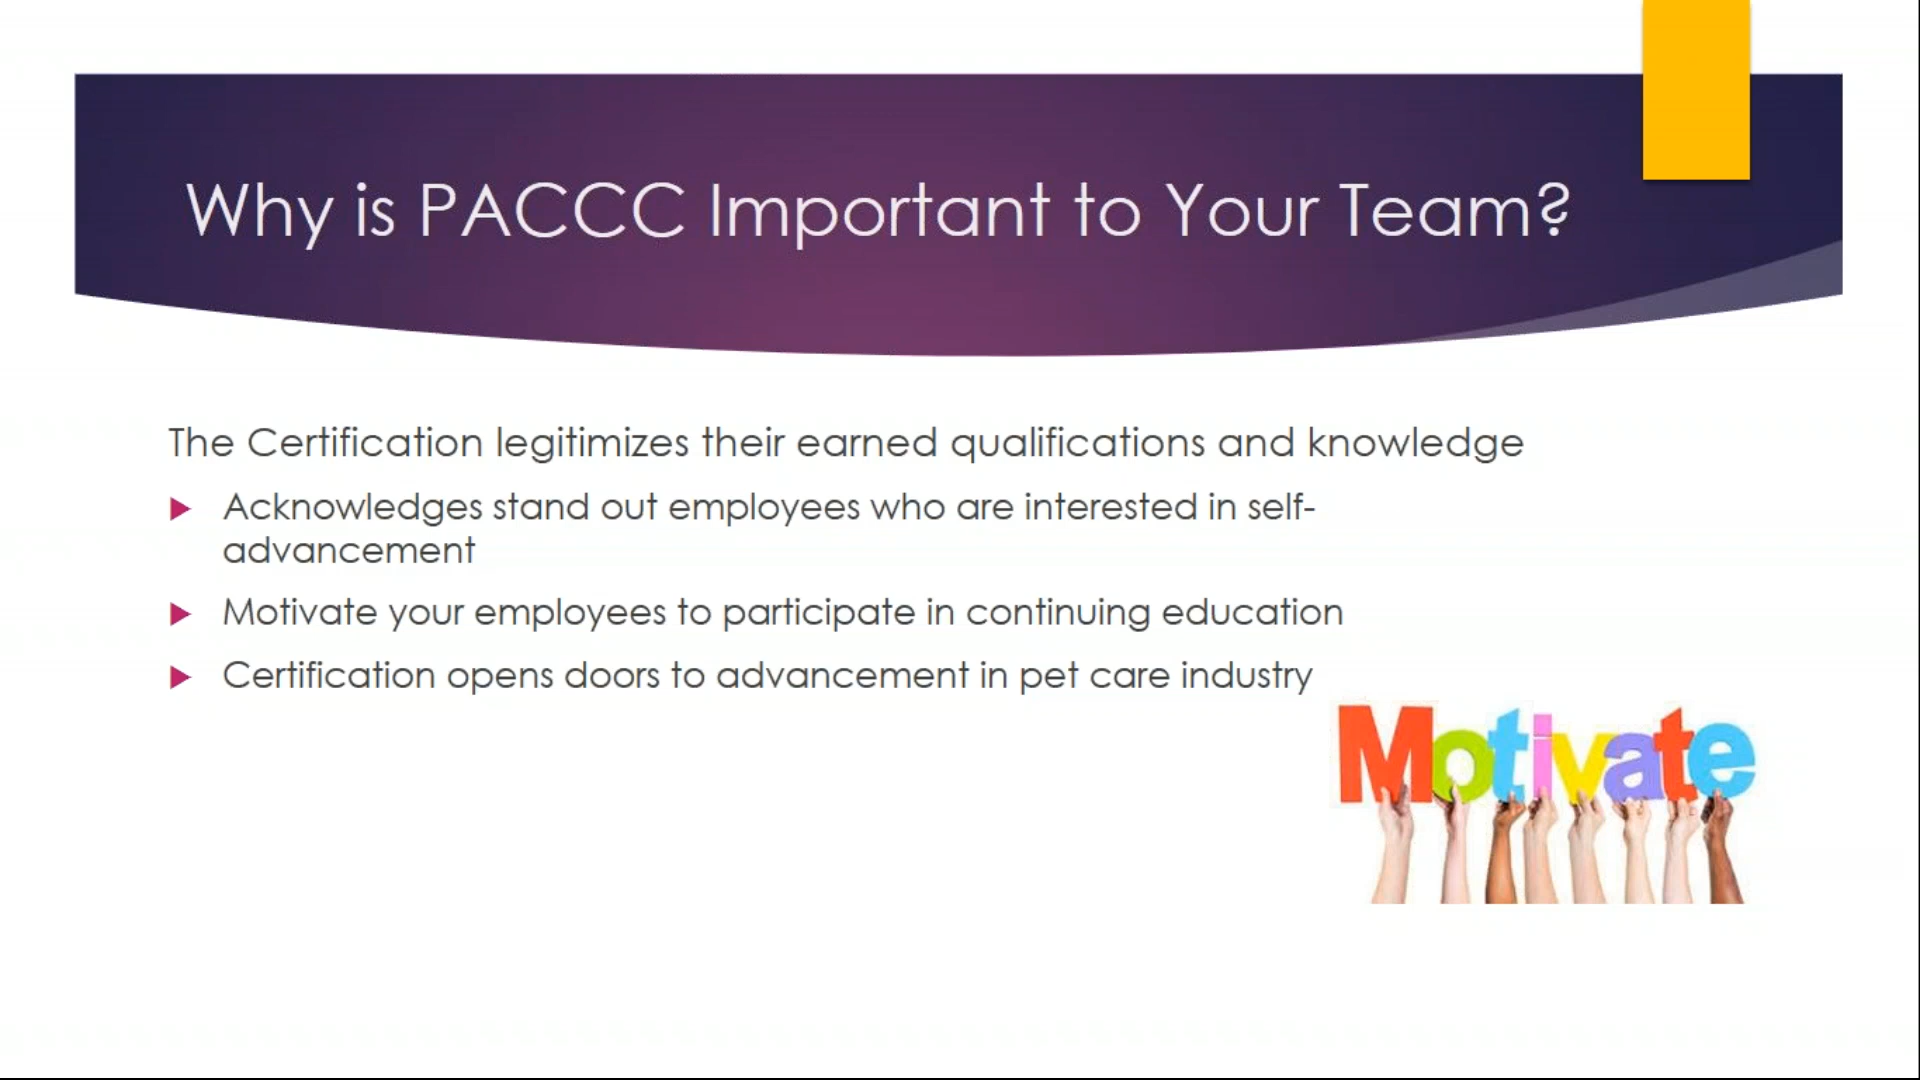 Why is PACCC Important to Your Team?
The Certification legitimizes their earned qualifications and knowledge
Acknowledges stand out employees who are interested in self-
advancement
Motivate your employees to participate in continuing education
Certification opens doors to advancement in pet care industry
Motivate